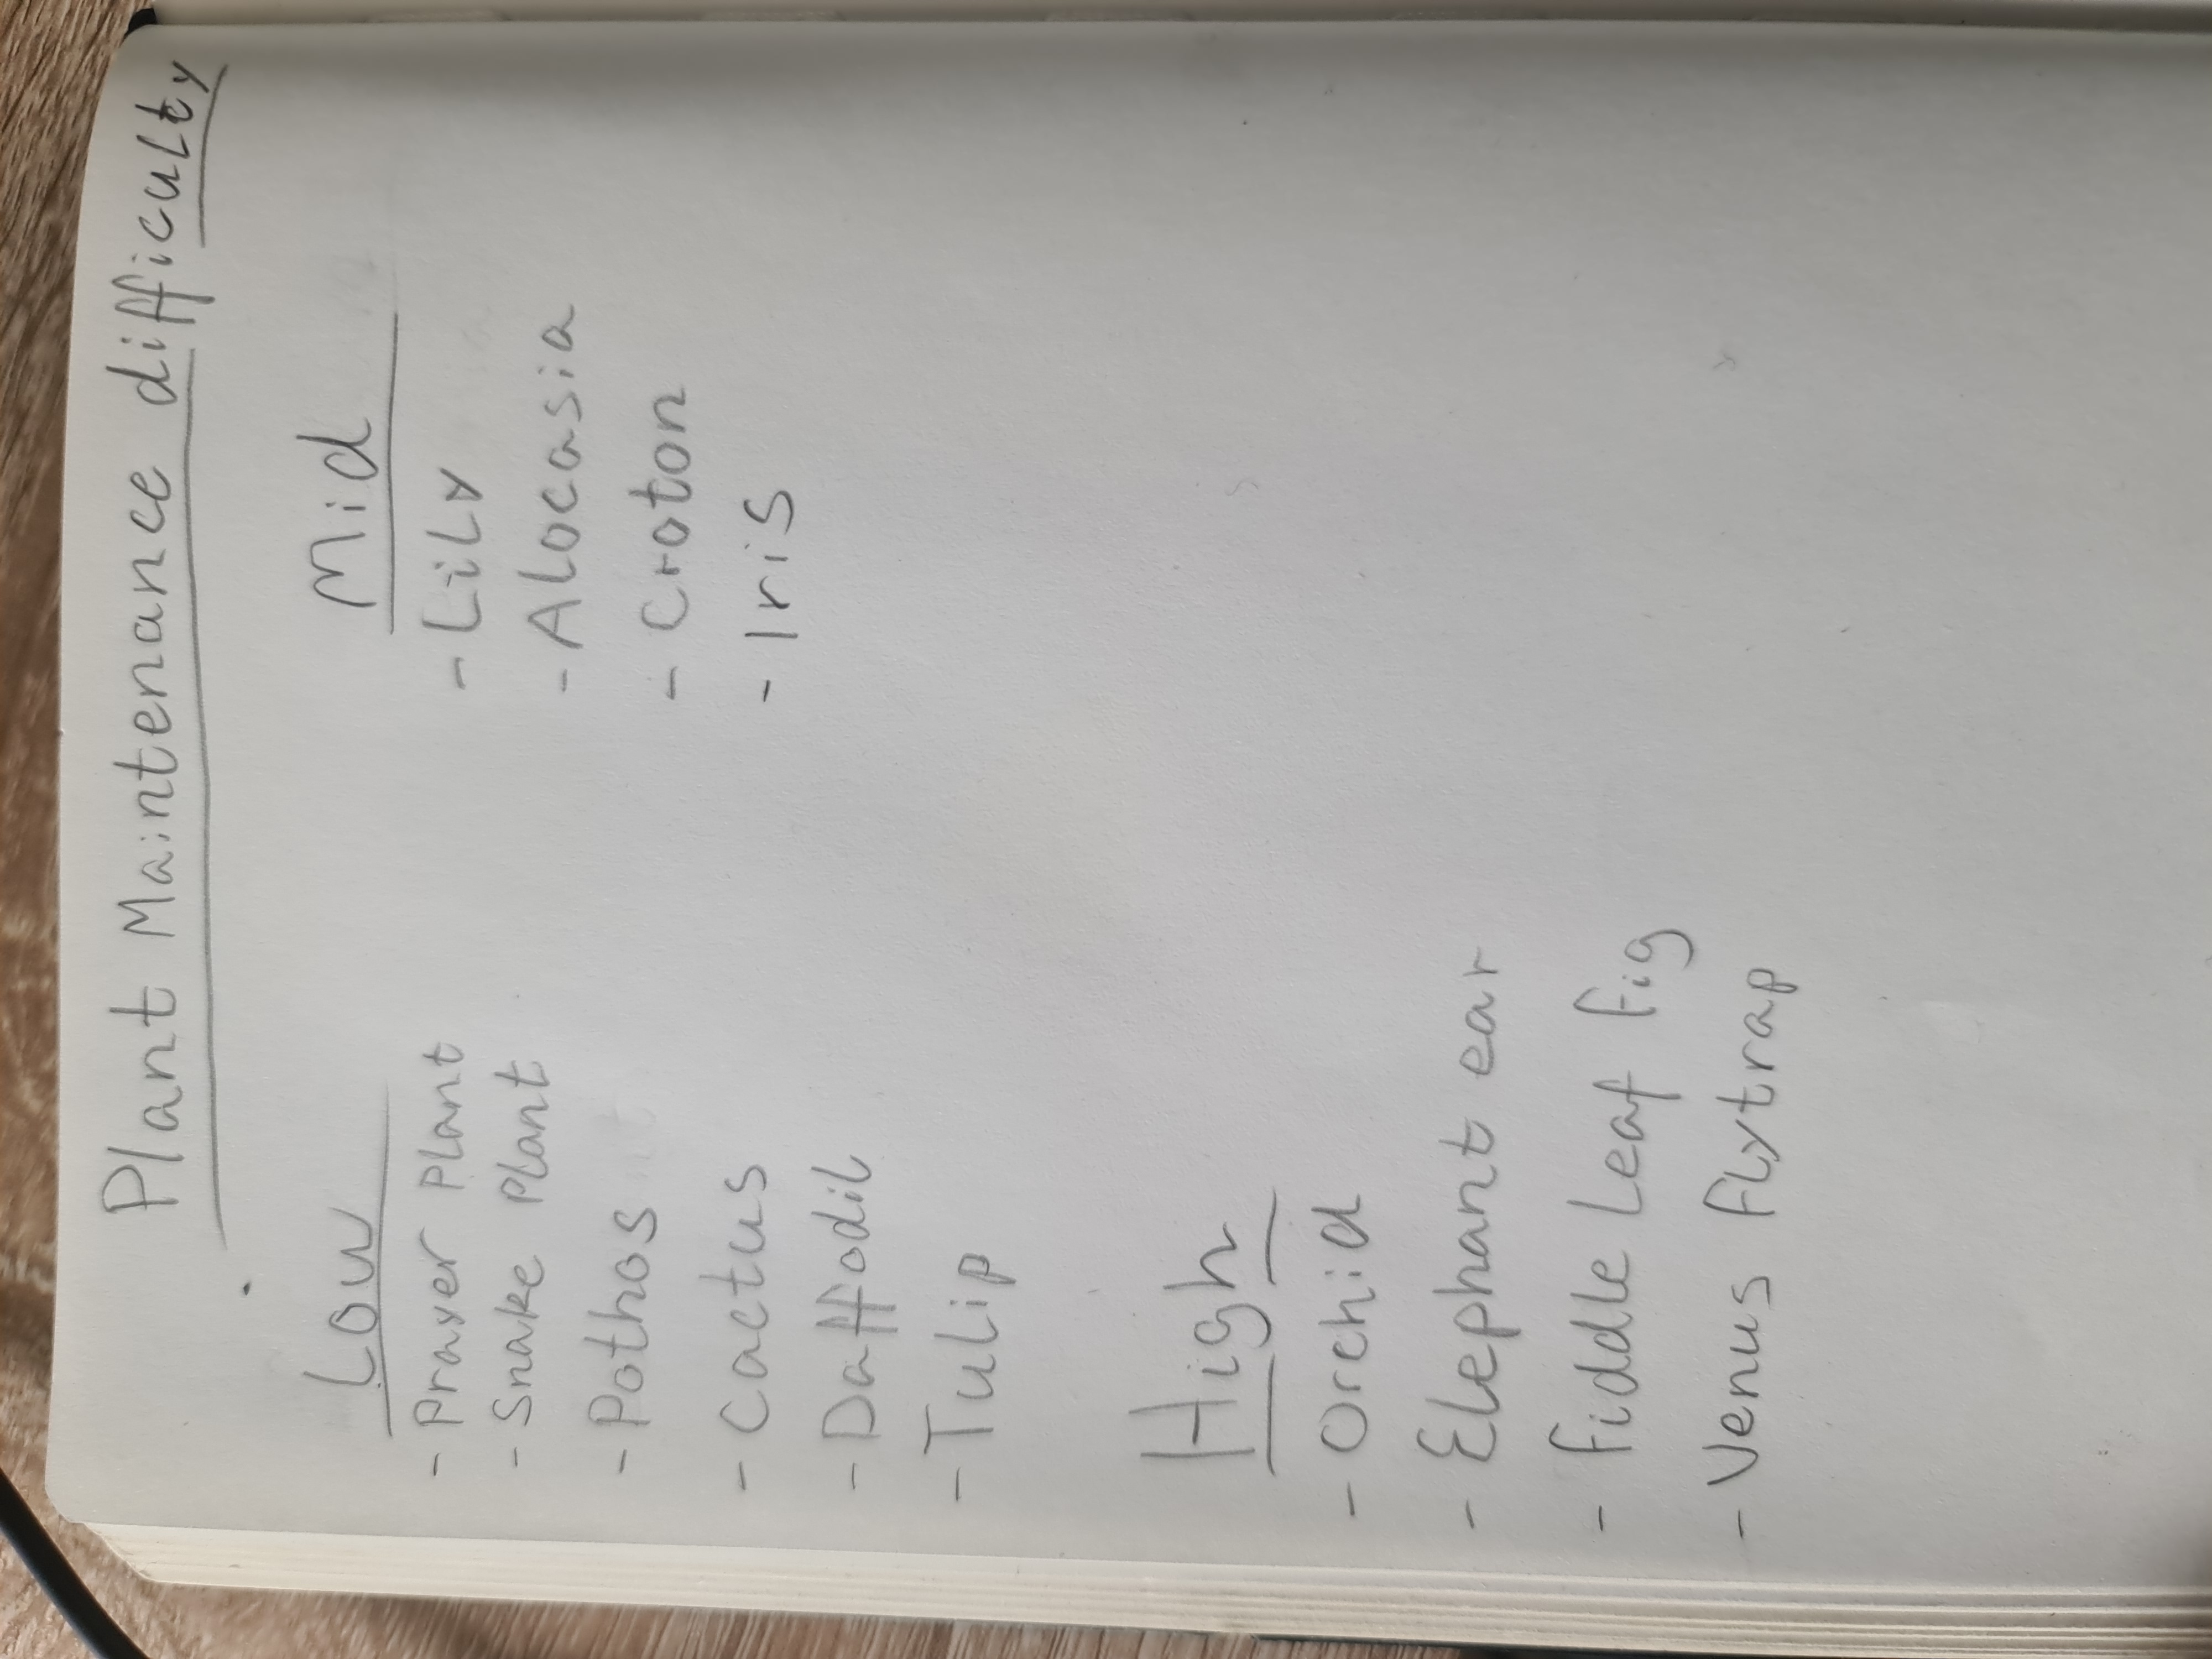 Plant Maintenance difficulty
Low
- Prayer Plant
- Snake Plant
- Pothos
- Cactus
- Daffodil
- Tulip
Mid
- Lily
- Alocasia
- Croton
- Iris
High
- Orchid
- Elephant ear
- Fiddle Leaf Fig
- Venus flytrap